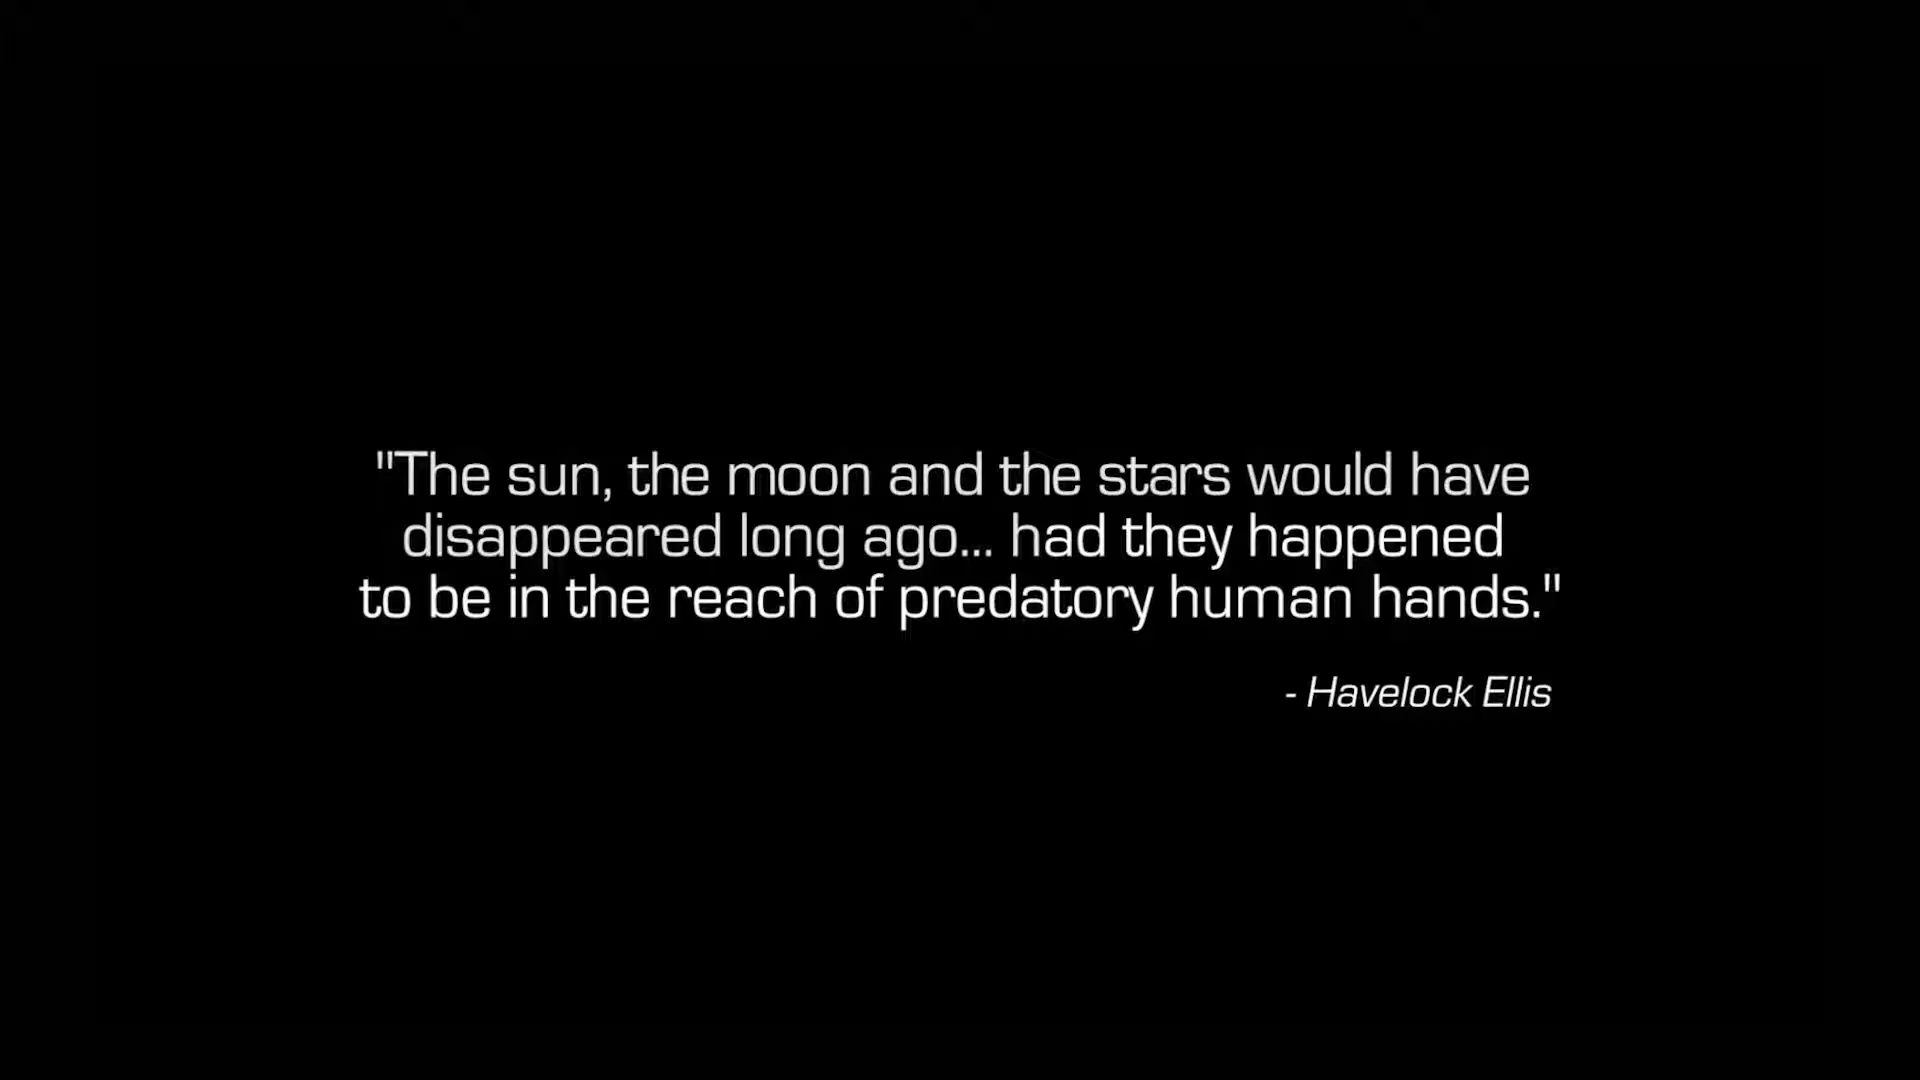 "The sun, the moon and the stars would have
disappeared long ago... had they happened
to be in the reach of predatory human hands."
- Havelock Ellis